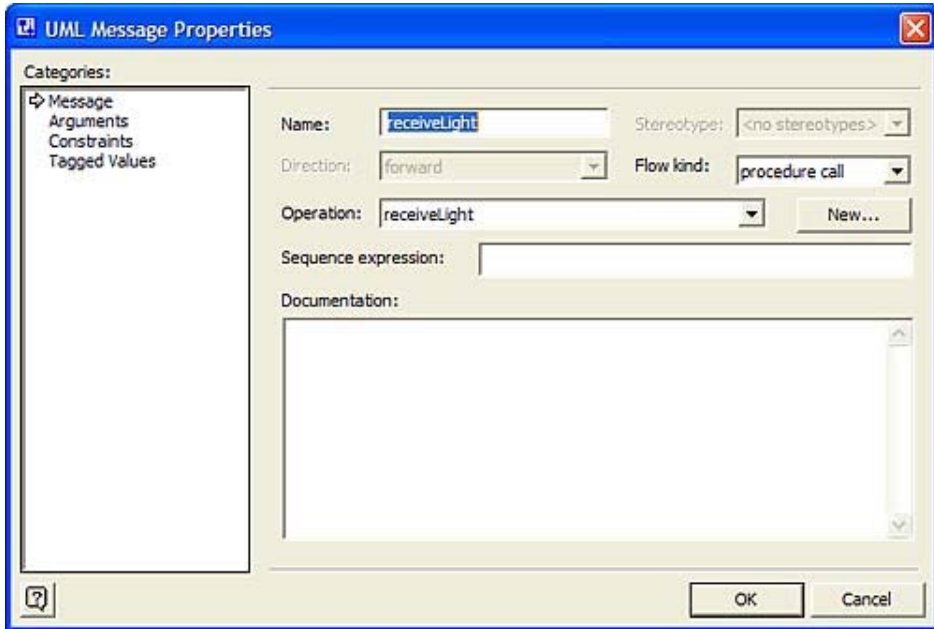 UML Message Properties
Categories:
Message
Arguments
Constraints
Tagged Values
Name: receiveLight Stereotype: <no stereotypes>
Direction: forward Flow kind: procedure call
Operation: receiveLight New...
Sequence expression:
Documentation:
OK Cancel